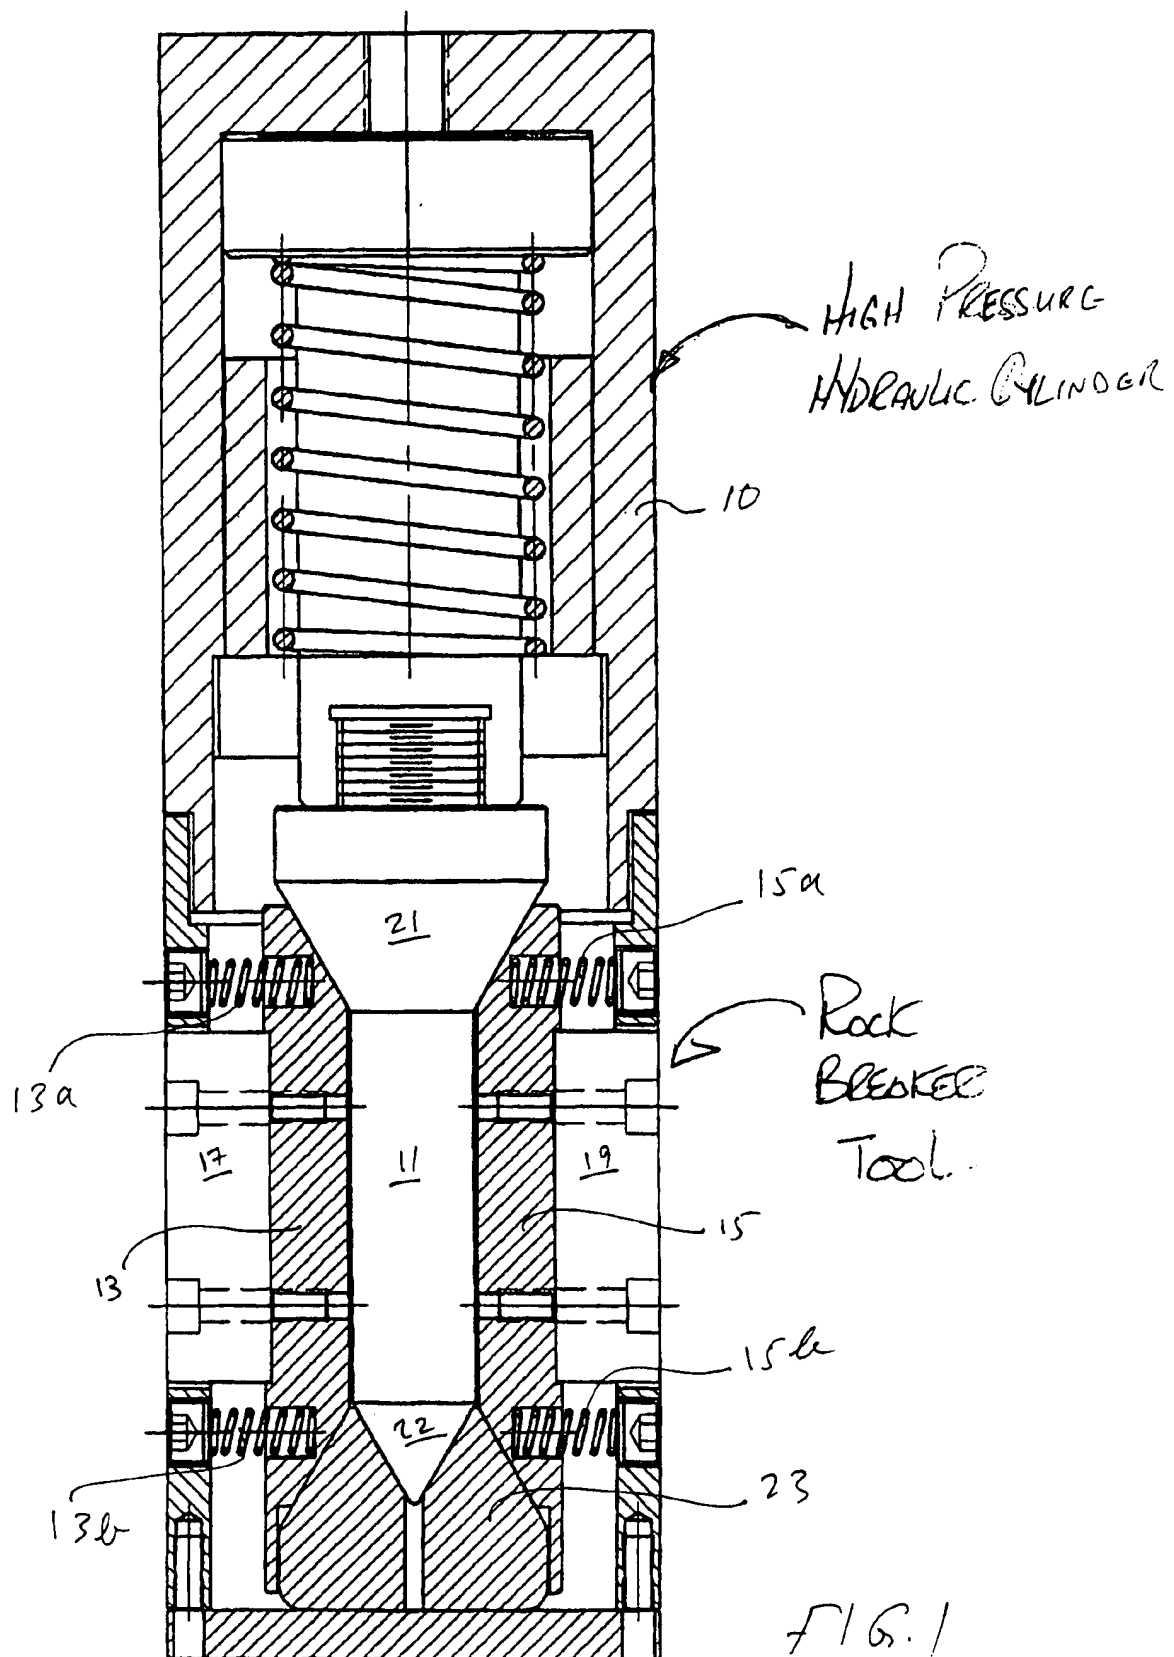 HIGH PRESSURE
HYDRAULIC CYLINDER
10
15a
21
ROCK
BREAKER
TOOL
13a
17
11
19
15
13
15b
22
23
13b
FIG. 1